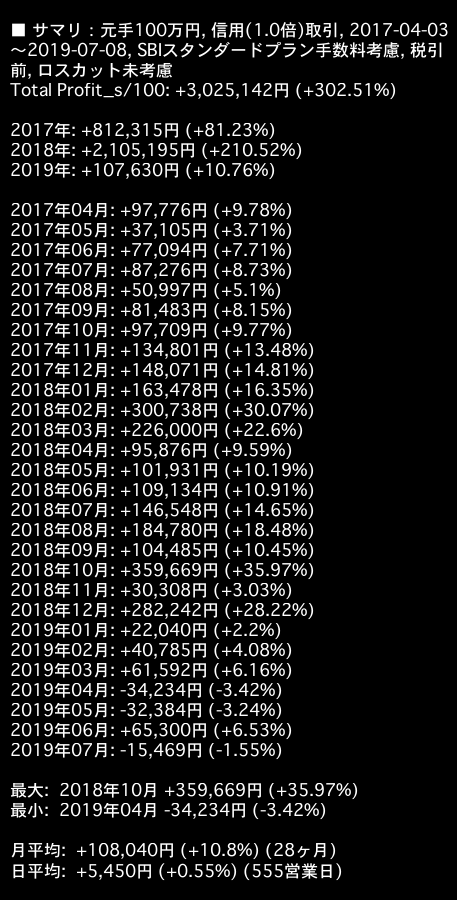 ■ サマリ：元手100万円, 信用(1.0倍)取引, 2017-04-03
～2019-07-08, SBIスタンダードプラン手数料考慮, 税引
前, ロスカット未考慮
Total Profit_s/100: +3,025,142円 (+302.51%)
2017年: +812,315円 (+81.23%)
2018年: +2,105,195円 (+210.52%)
2019年: +107,630円 (+10.76%)
2017年04月: +97,776円 (+9.78%)
2017年05月: +37,105円 (+3.71%)
2017年06月: +77,094円 (+7.71%)
2017年07月: +87,276円 (+8.73%)
2017年08月: +50,997円 (+5.1%)
2017年09月: +81,483円 (+8.15%)
2017年10月: +97,709円 (+9.77%)
2017年11月: +134,801円 (+13.48%)
2017年12月: +148,071円 (+14.81%)
2018年01月: +163,478円 (+16.35%)
2018年02月: +300,738円 (+30.07%)
2018年03月: +226,000円 (+22.6%)
2018年04月: +95,876円 (+9.59%)
2018年05月: +101,931円 (+10.19%)
2018年06月: +109,134円 (+10.91%)
2018年07月: +146,548円 (+14.65%)
2018年08月: +184,780円 (+18.48%)
2018年09月: +104,485円 (+10.45%)
2018年10月: +359,669円 (+35.97%)
2018年11月: +30,308円 (+3.03%)
2018年12月: +282,242円 (+28.22%)
2019年01月: +22,040円 (+2.2%)
2019年02月: +40,785円 (+4.08%)
2019年03月: +61,592円 (+6.16%)
2019年04月: -34,234円 (-3.42%)
2019年05月: -32,384円 (-3.24%)
2019年06月: +65,300円 (+6.53%)
2019年07月: -15,469円 (-1.55%)
最大: 2018年10月 +359,669円 (+35.97%)
最小: 2019年04月 -34,234円 (-3.42%)
月平均: +108,040円 (+10.8%) (28ヶ月)
日平均: +5,450円 (+0.55%) (555営業日)